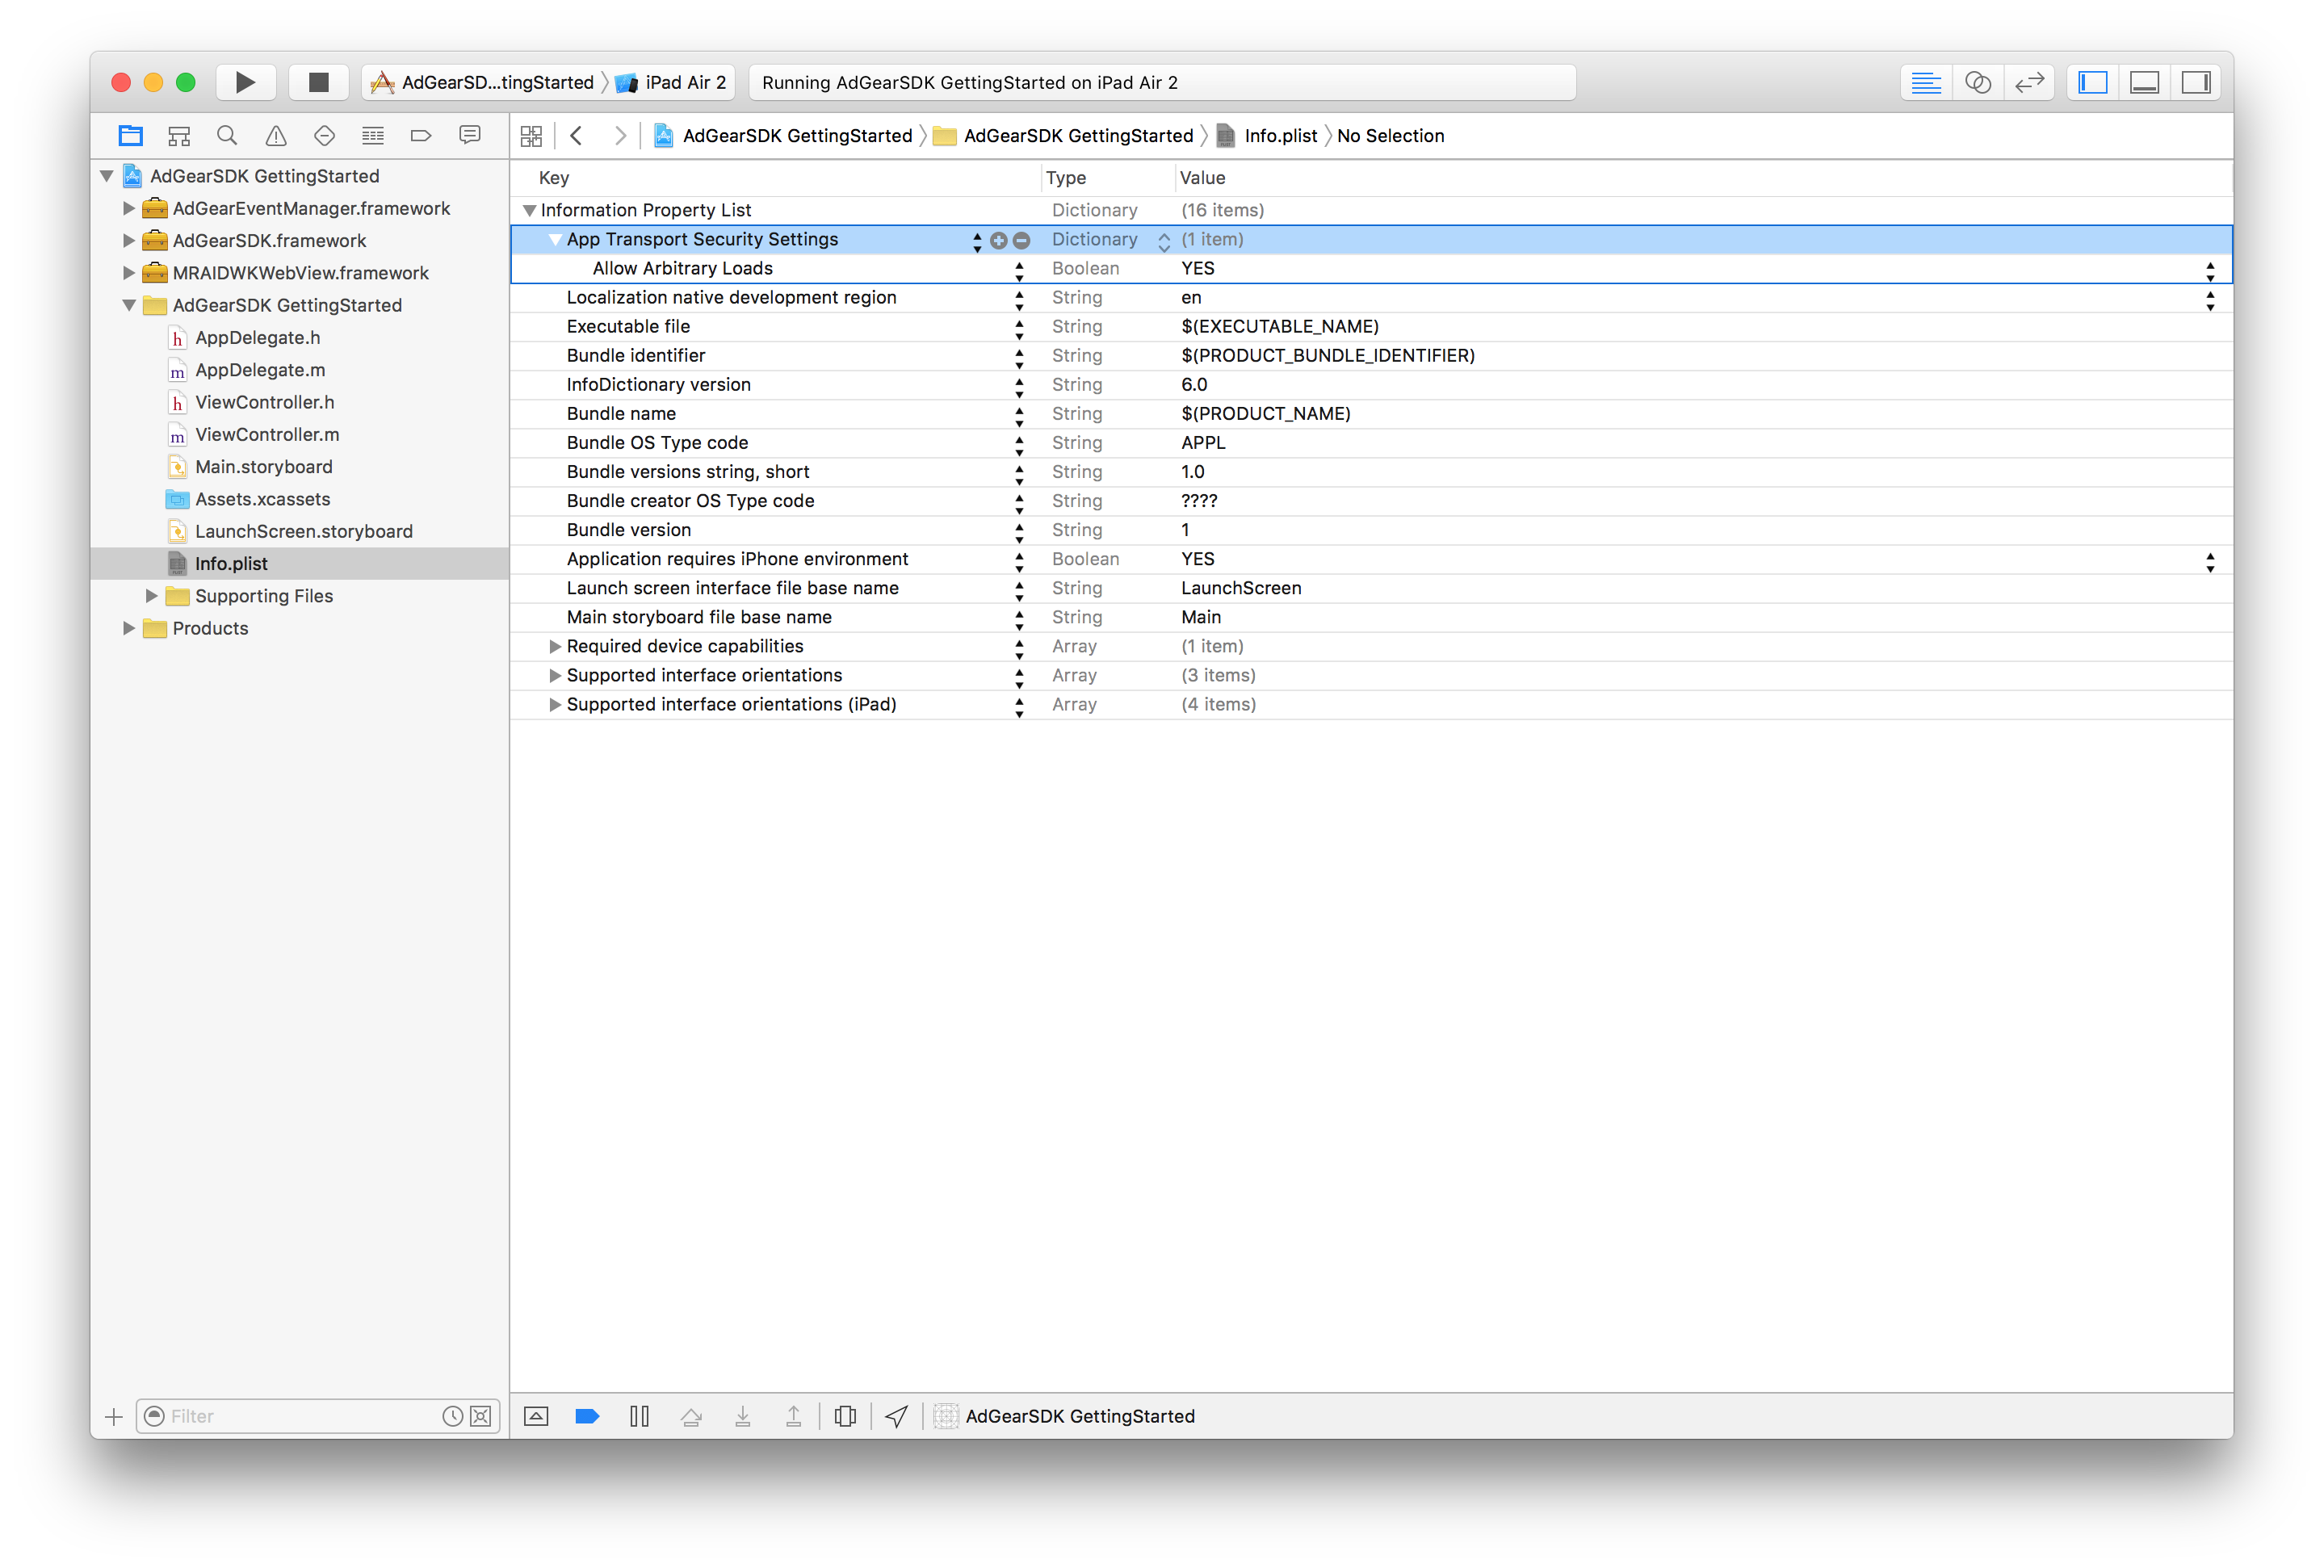 AdGearSD...tingStarted iPad Air 2 Running AdGearSDK GettingStarted on iPad Air 2
AdGearSDK GettingStarted AdGearSDK GettingStarted Info.plist No Selection
AdGearSDK GettingStarted
AdGearEventManager.framework
AdGearSDK.framework
MRAIDWKWebView.framework
AdGearSDK GettingStarted
h AppDelegate.h
m AppDelegate.m
h ViewController.h
m ViewController.m
Main.storyboard
Assets.xcassets
LaunchScreen.storyboard
Info.plist
Supporting Files
Products
Filter
Key Type Value
Information Property List Dictionary (16 items)
App Transport Security Settings Dictionary (1 item)
Allow Arbitrary Loads Boolean YES
Localization native development region String en
Executable file String $(EXECUTABLE_NAME)
Bundle identifier String $(PRODUCT_BUNDLE_IDENTIFIER)
InfoDictionary version String 6.0
Bundle name String $(PRODUCT_NAME)
Bundle OS Type code String APPL
Bundle versions string, short String 1.0
Bundle creator OS Type code String ????
Bundle version String 1
Application requires iPhone environment Boolean YES
Launch screen interface file base name String LaunchScreen
Main storyboard file base name String Main
Required device capabilities Array (1 item)
Supported interface orientations Array (3 items)
Supported interface orientations (iPad) Array (4 items)
AdGearSDK GettingStarted